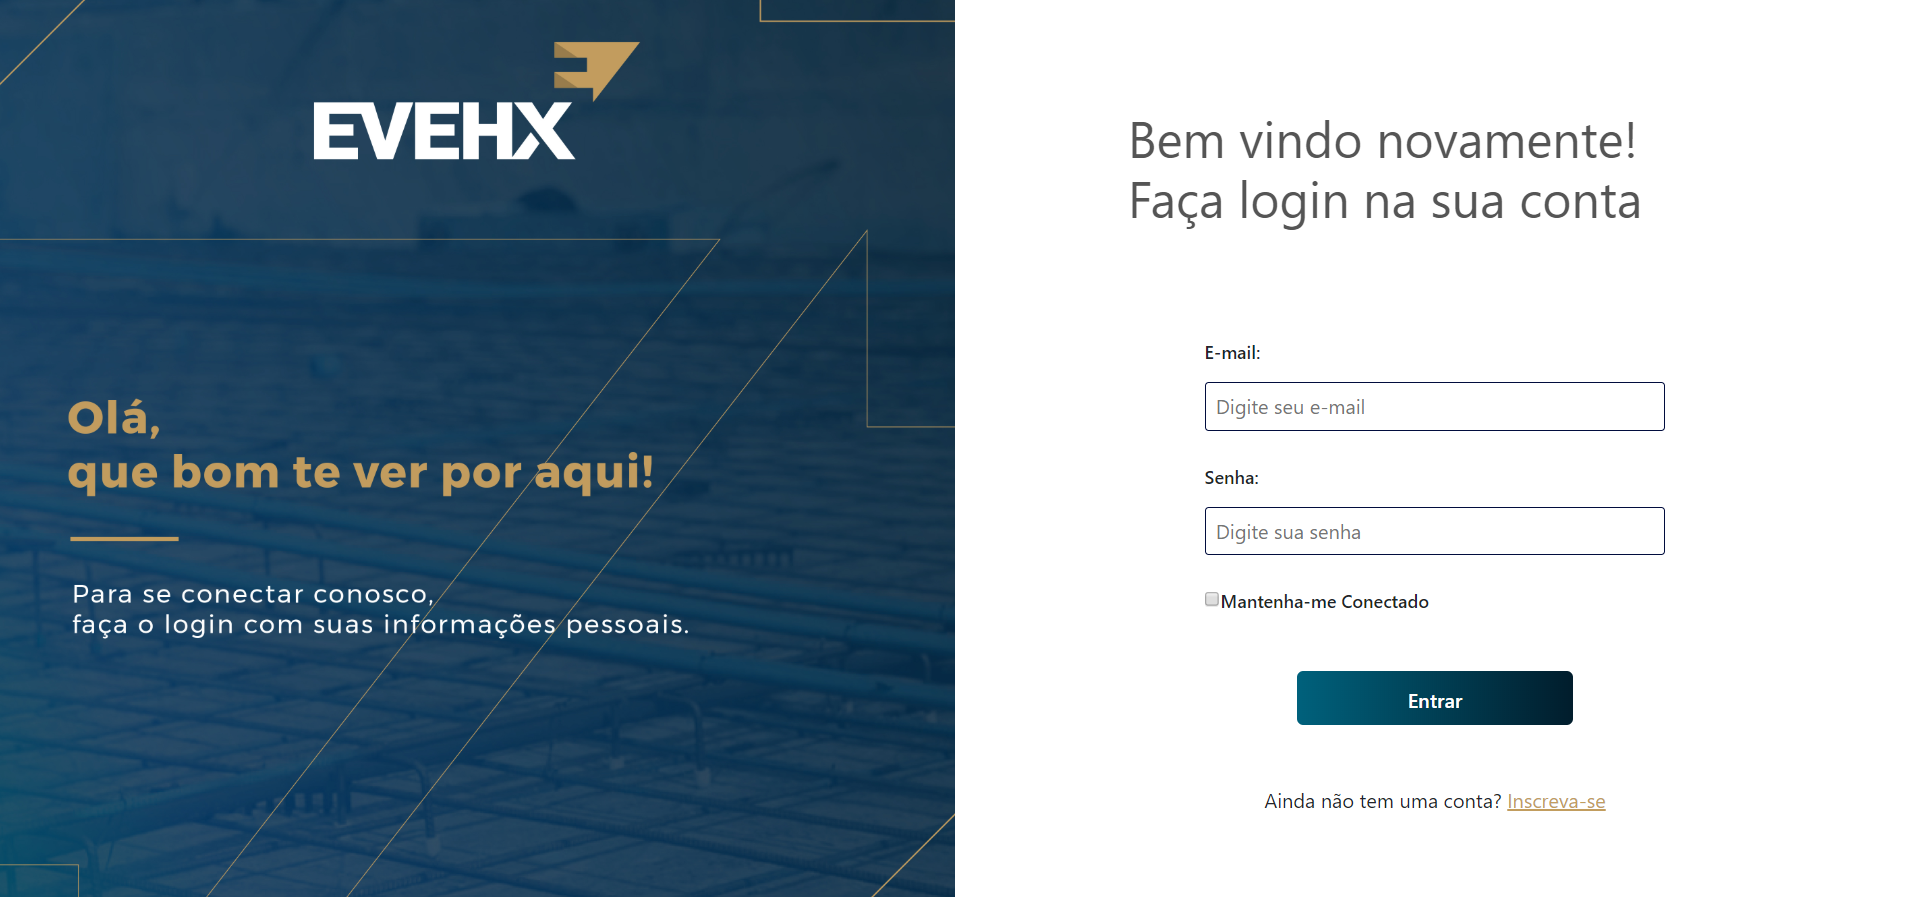 EVEHX
Olá,
que bom te ver por aqui!
Para se conectar conosco,
faça o login com suas informações pessoais.
Bem vindo novamente!
Faça login na sua conta
E-mail:
Digite seu e-mail
Senha:
Digite sua senha
Mantenha-me Conectado
Entrar
Ainda não tem uma conta? Inscreva-se